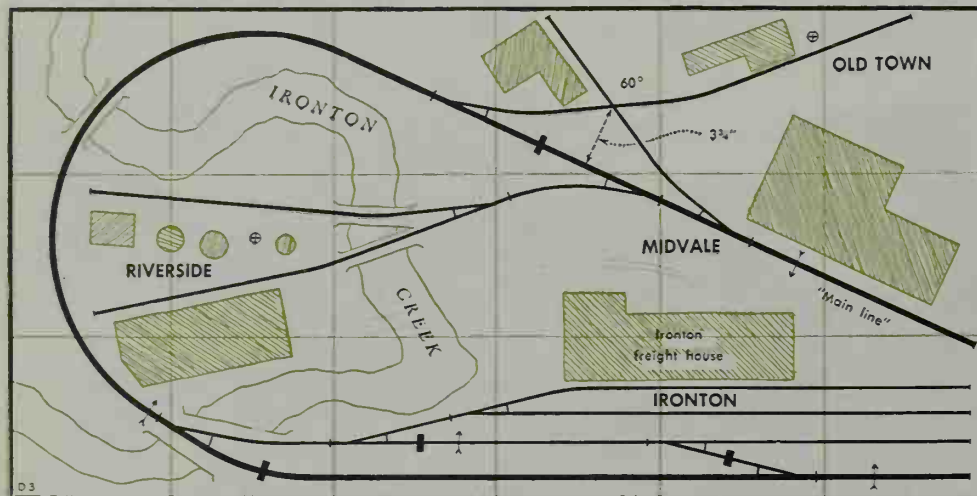 OLD TOWN
60°
IRONTON
3¾"
MIDVALE
RIVERSIDE
"Main line"
CREEK
Ironton
freight house
IRONTON
D3